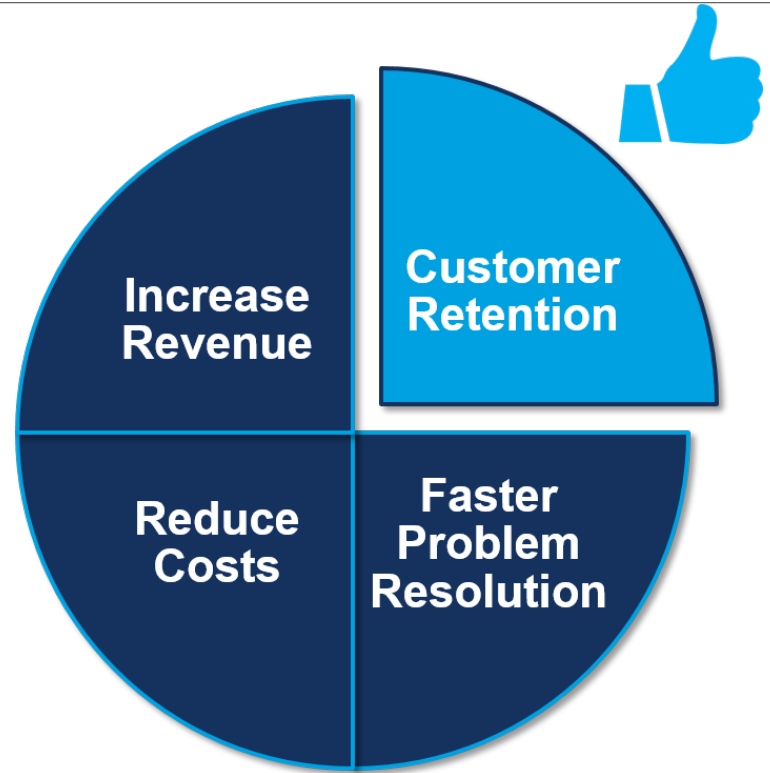 Increase
Revenue
Customer
Retention
Reduce
Costs
Faster
Problem
Resolution